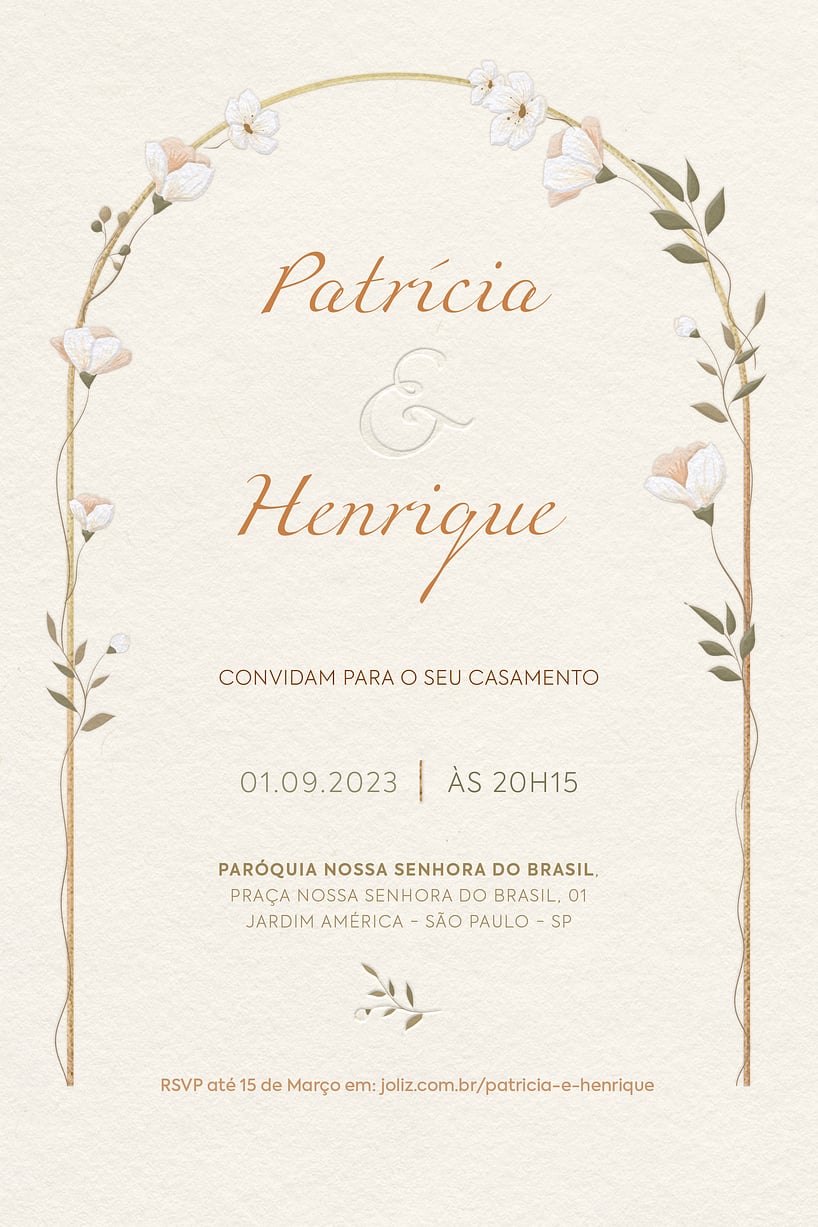 Patrícia
&
Henrique
CONVIDAM PARA O SEU CASAMENTO
01.09.2023 | ÀS 20H15
PARÓQUIA NOSSA SENHORA DO BRASIL,
PRAÇA NOSSA SENHORA DO BRASIL, 01
JARDIM AMÉRICA - SÃO PAULO - SP
RSVP até 15 de Março em: joliz.com.br/patricia-e-henrique